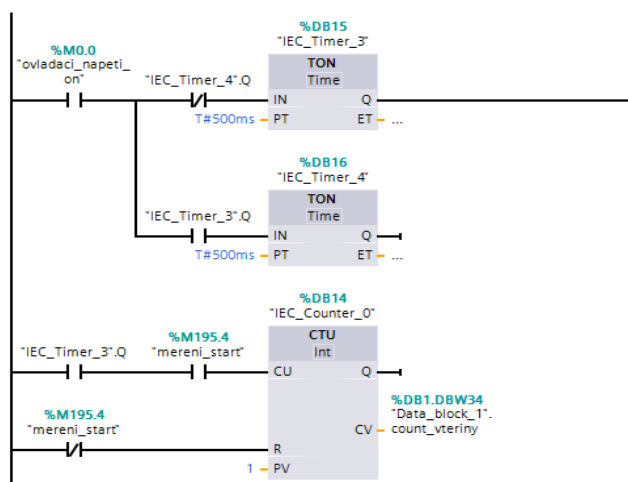 %DB15
"IEC_Timer_3"
%M0.0
"ovladaci_napeti_
on"
"IEC_Timer_4".Q
TON
Time
IN Q
T#500ms PT ET ...
%DB16
"IEC_Timer_4"
"IEC_Timer_3".Q
TON
Time
IN Q
T#500ms PT ET ...
%DB14
"IEC_Counter_0"
"IEC_Timer_3".Q
%M195.4
"mereni_start"
CTU
Int
CU Q
%M195.4
"mereni_start"
%DB1.DBW34
"Data_block_1".
CV count_vteriny
R
1 PV